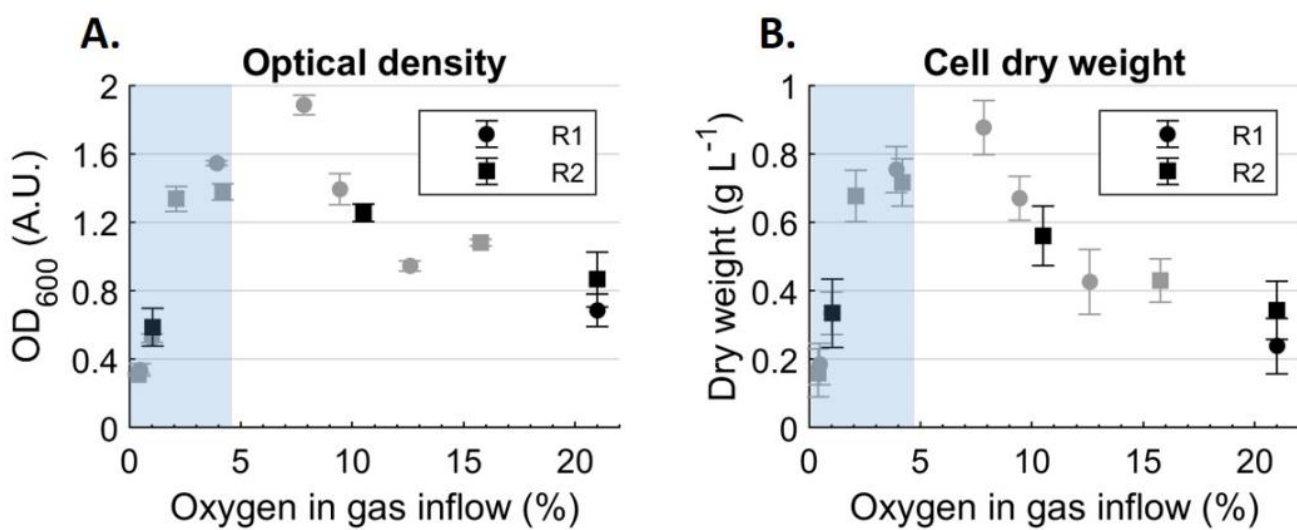 A.
Optical density
2
1.6
1.2
0.8
0.4
0
OD600 (A.U.)
R1
R2
0 5 10 15 20
Oxygen in gas inflow (%)
B.
Cell dry weight
1
0.8
0.6
0.4
0.2
0
Dry weight (g L-1)
R1
R2
0 5 10 15 20
Oxygen in gas inflow (%)